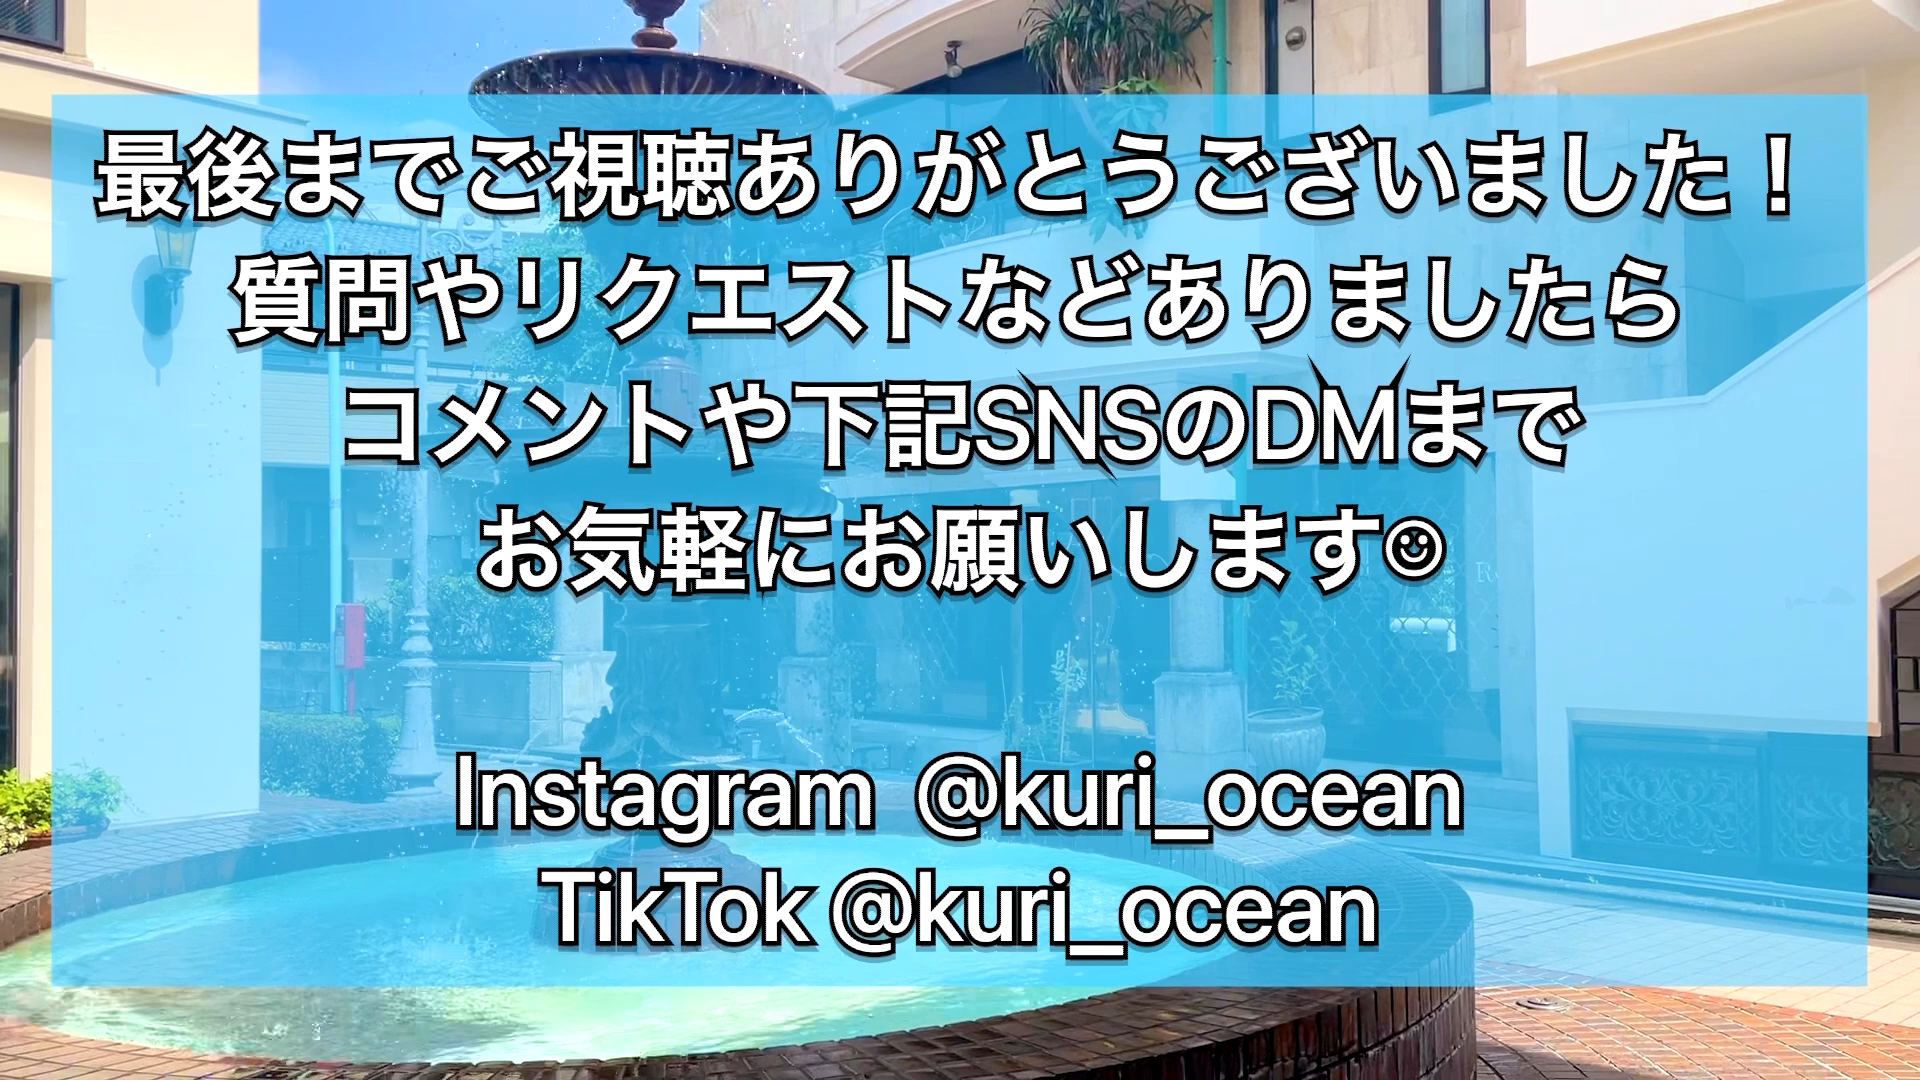 最後までご視聴ありがとうございました！
質問やリクエストなどありましたら
コメントや下記SNSのDMまで
お気軽にお願いします☺
Instagram @kuri_ocean
TikTok @kuri_ocean